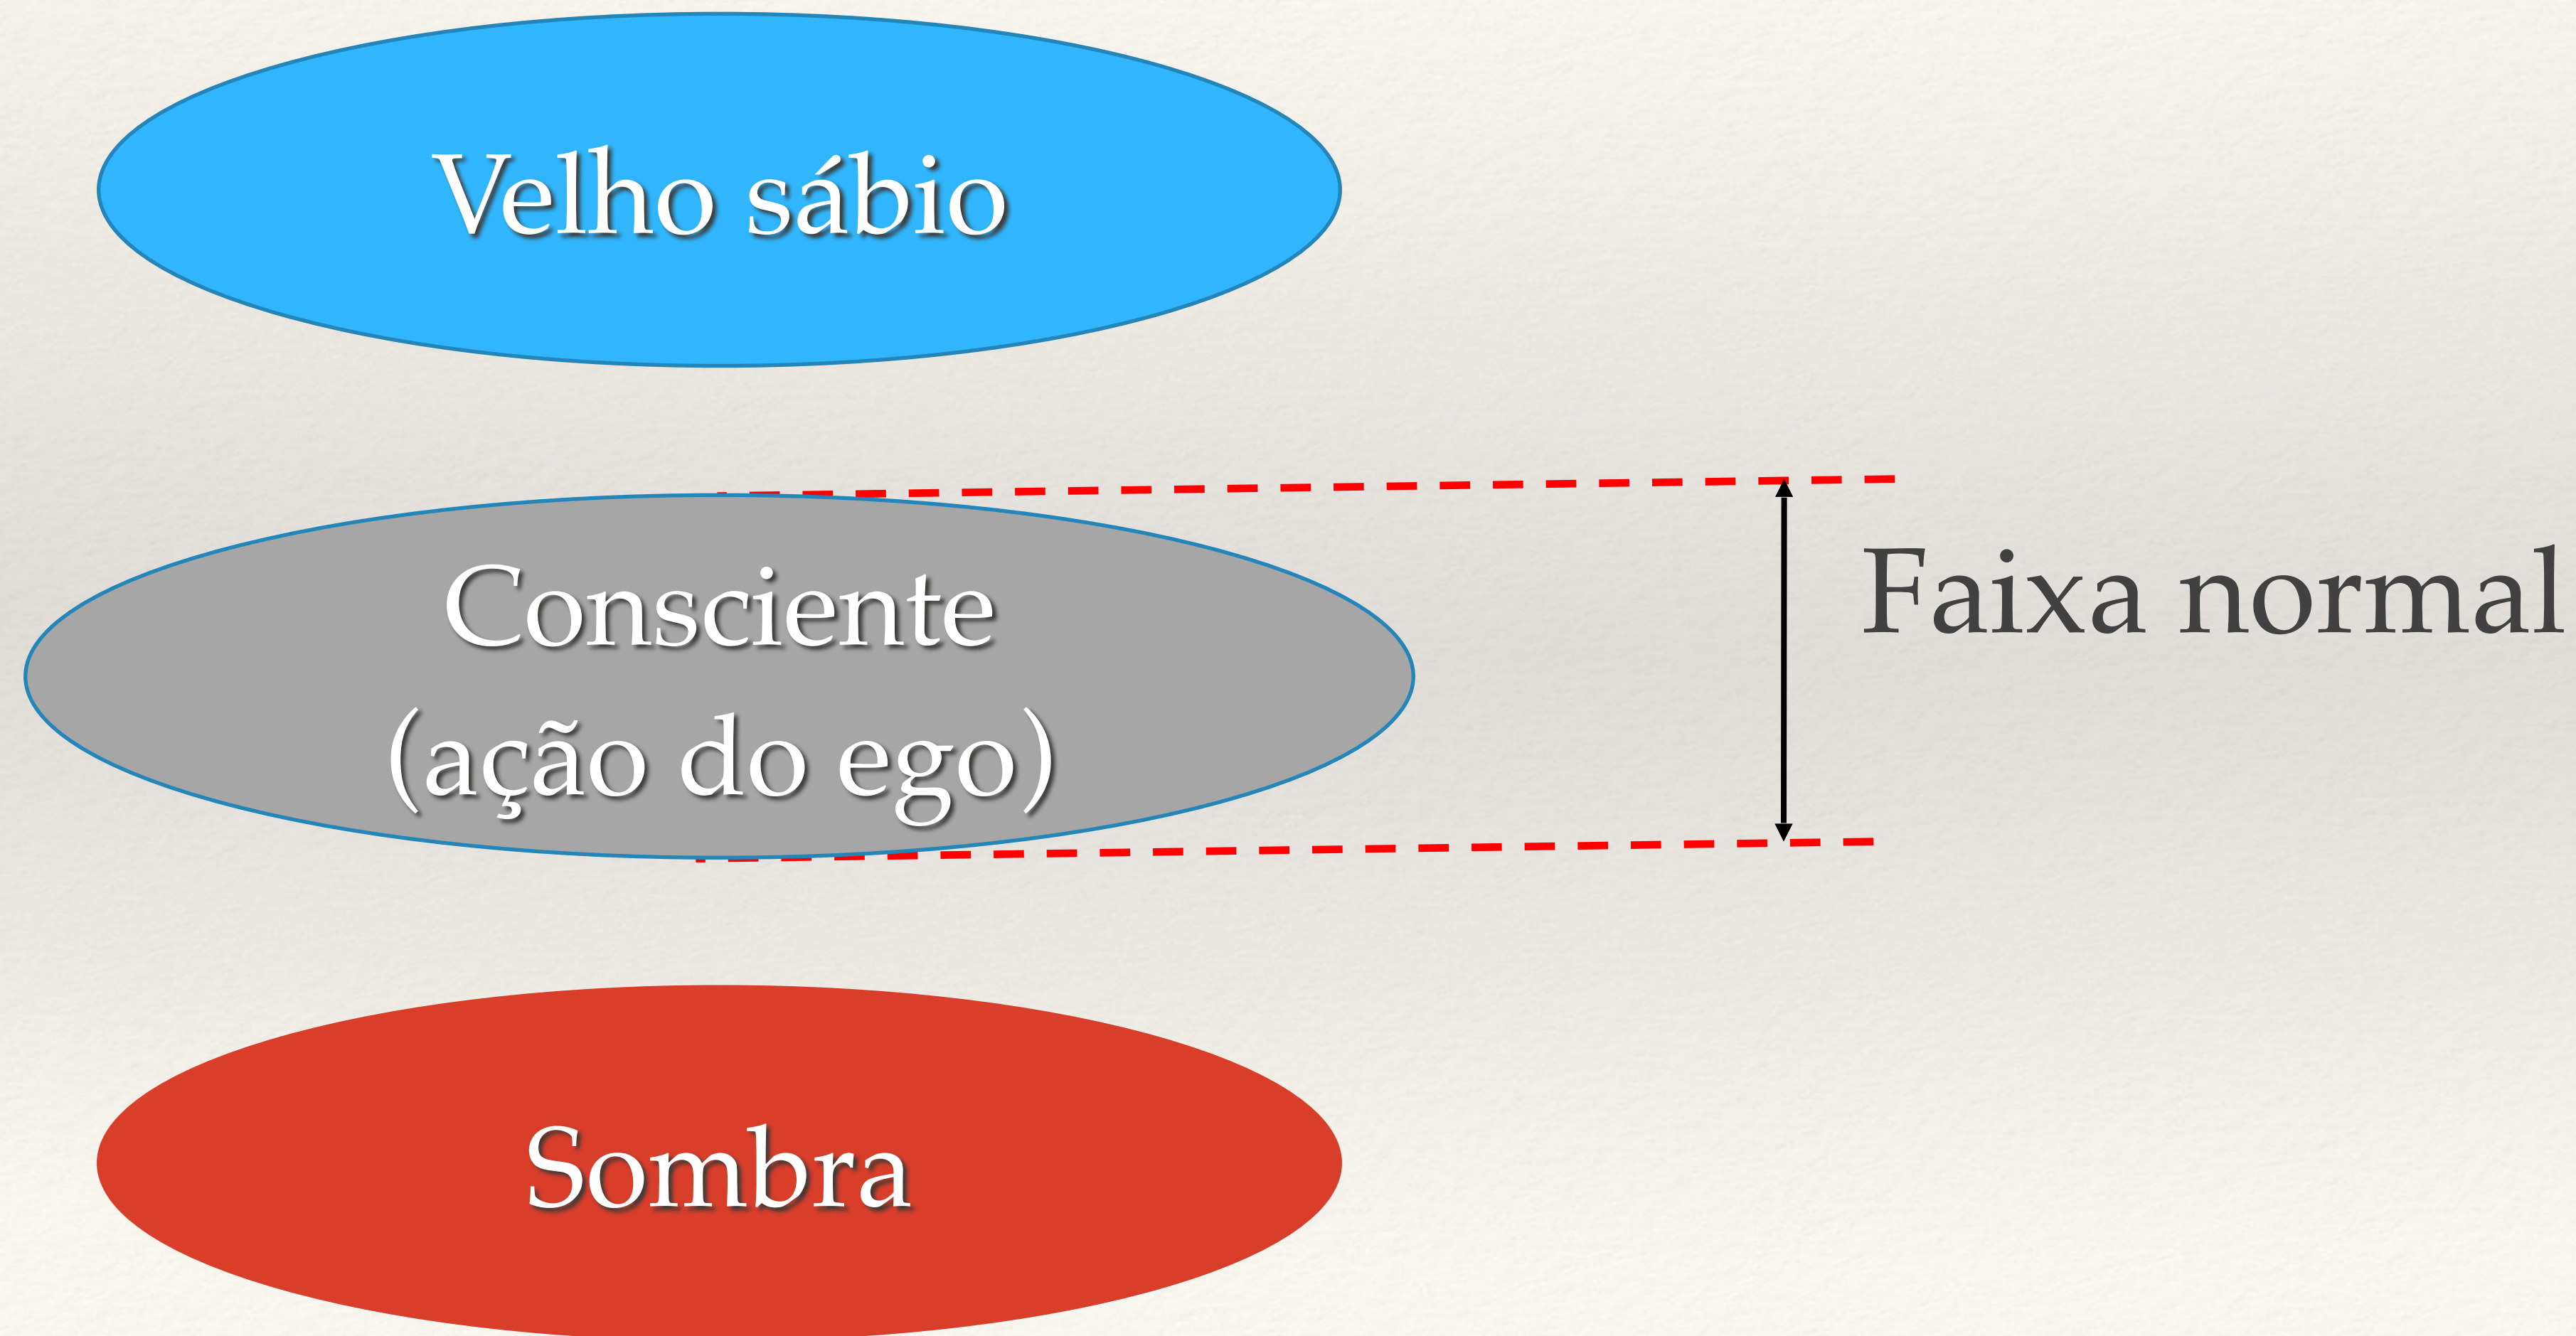 Velho sábio
Consciente
(ação do ego)
Faixa normal
Sombra